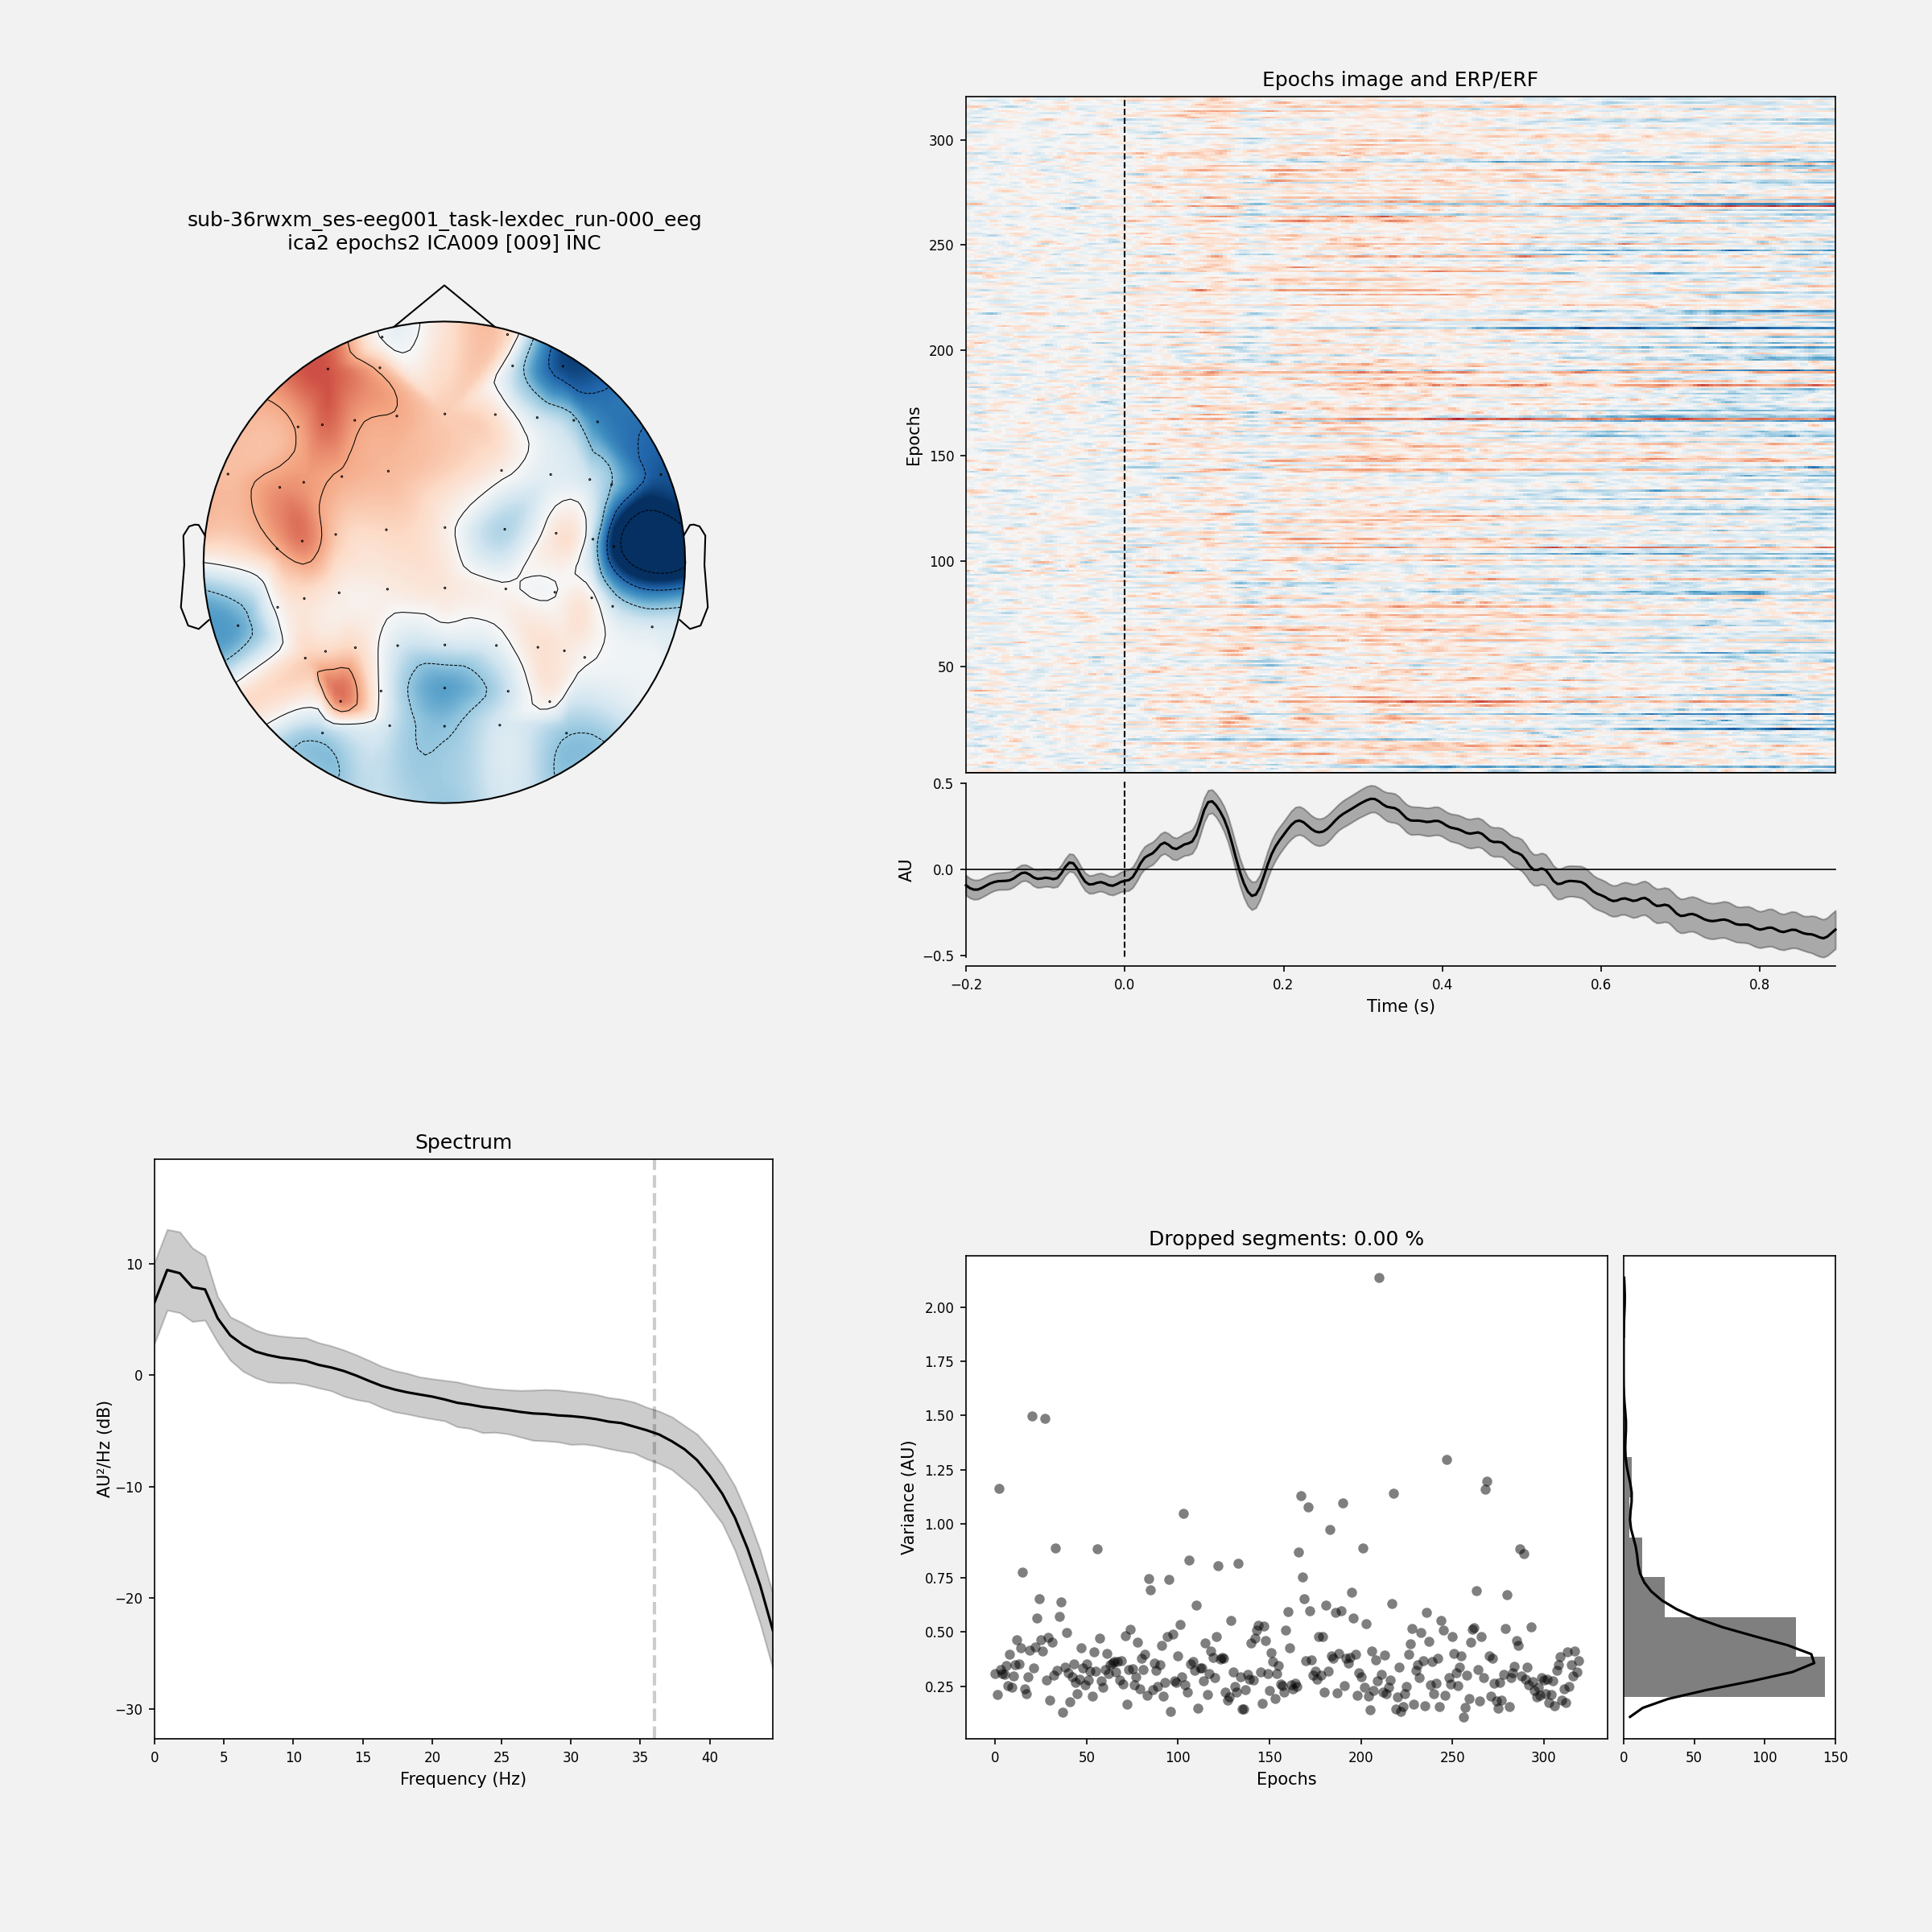 sub-36rwxm_ses-eeg001_task-lexdec_run-000_eeg
ica2 epochs2 ICA009 [009] INC
Epochs image and ERP/ERF
300
250
200
150
100
50
Epochs
0.5
0.0
−0.5
AU
−0.2 0.0 0.2 0.4 0.6 0.8
Time (s)
Spectrum
10
0
−10
−20
−30
AU²/Hz (dB)
0 5 10 15 20 25 30 35 40
Frequency (Hz)
Dropped segments: 0.00 %
2.00
1.75
1.50
1.25
1.00
0.75
0.50
0.25
Variance (AU)
0 50 100 150 200 250 300
Epochs
0 50 100 150